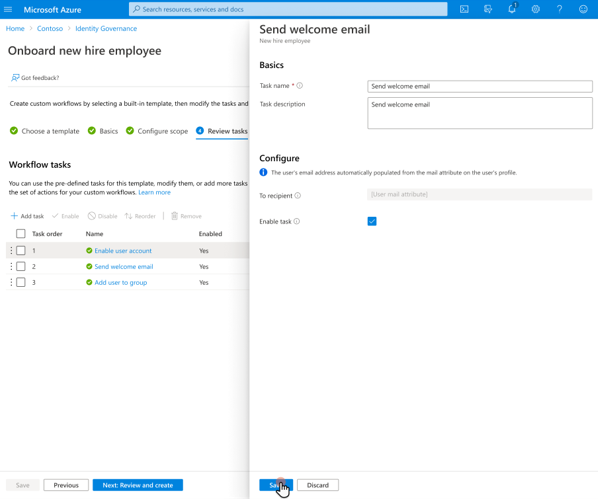 Microsoft Azure
Search resources, services and docs
Home
Contoso
Identity Governance
Onboard new hire employee
Got feedback?
Create custom workflows by selecting a built-in template, then modify the tasks and
Choose a template
Basics
Configure scope
4 Review tasks
Workflow tasks
You can use the pre-defined tasks for this template, modify them, or add more tasks
the set of actions for your custom workflows. Learn more
Add task
Enable
Disable
Reorder
Remove
Task order Name Enabled
1 Enable user account Yes
2 Send welcome email Yes
3 Add user to group Yes
Save
Previous
Next: Review and create
Send welcome email
New hire employee
Basics
Task name * Send welcome email
Task description Send welcome email
Configure
The user's email address automatically populated from the mail attribute on the user's profile.
To recipient [User mail attribute]
Enable task
Discard